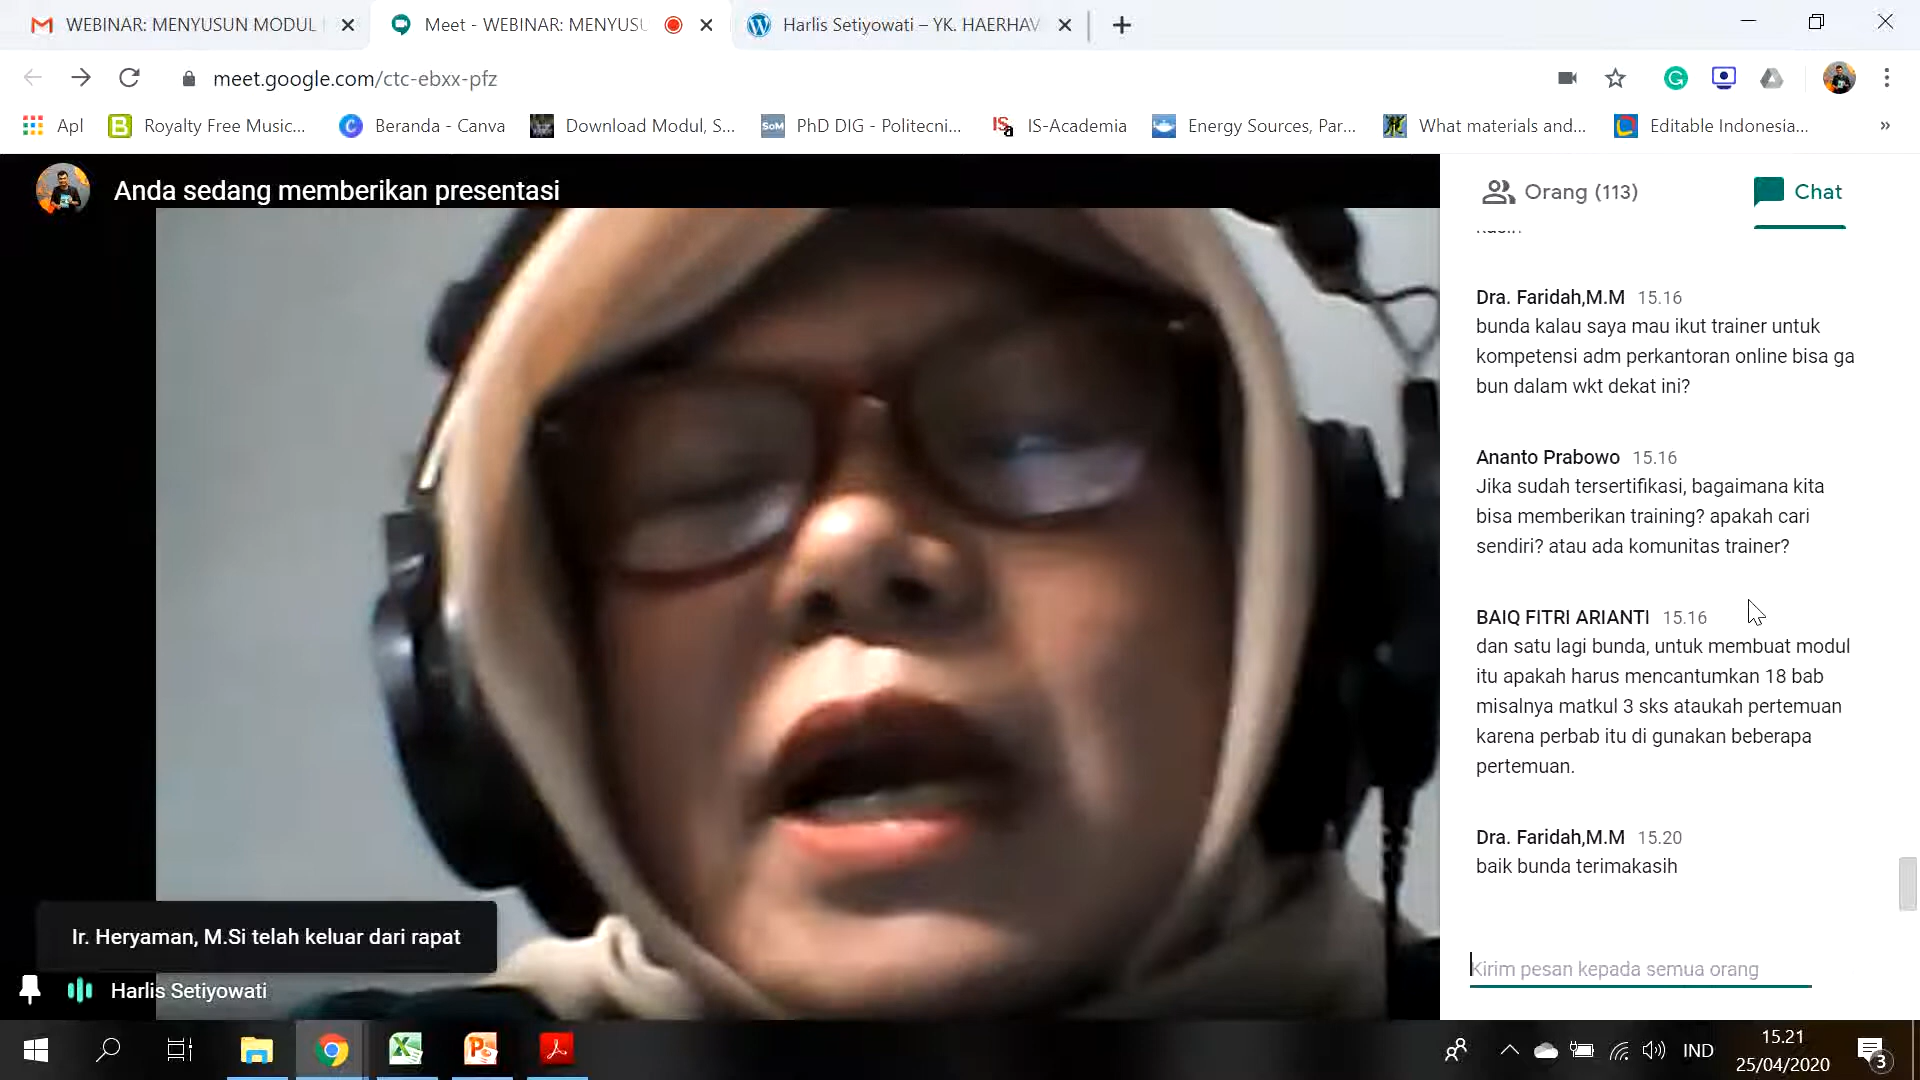 WEBINAR: MENYUSUN MODUL
Meet - WEBINAR: MENYUSU
Harlis Setiyowati – YK. HAERHAV
meet.google.com/ctc-ebxx-pfz
Apl
Royalty Free Music...
Beranda - Canva
Download Modul, S...
SoM
PhD DIG - Politecni...
IS-Academia
Energy Sources, Par...
What materials and...
Editable Indonesia...
»
Anda sedang memberikan presentasi
Orang (113)
Chat
Dra. Faridah,M.M 15.16
bunda kalau saya mau ikut trainer untuk
kompetensi adm perkantoran online bisa ga
bun dalam wkt dekat ini?
Ananto Prabowo 15.16
Jika sudah tersertifikasi, bagaimana kita
bisa memberikan training? apakah cari
sendiri? atau ada komunitas trainer?
BAIQ FITRI ARIANTI 15.16
dan satu lagi bunda, untuk membuat modul
itu apakah harus mencantumkan 18 bab
misalnya matkul 3 sks ataukah pertemuan
karena perbab itu di gunakan beberapa
pertemuan.
Dra. Faridah,M.M 15.20
baik bunda terimakasih
Kirim pesan kepada semua orang
Ir. Heryaman, M.Si telah keluar dari rapat
Harlis Setiyowati
IND
15.21
25/04/2020
3